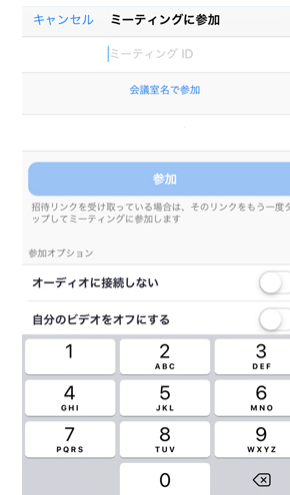 キャンセル ミーティングに参加
ミーティング ID
会議室名で参加
参加
招待リンクを受け取っている場合は、そのリンクをもう一度タ
ップしてミーティングに参加します
参加オプション
オーディオに接続しない
自分のビデオをオフにする
1 2 3
ABC DEF
4 5 6
GHI JKL MNO
7 8 9
PQRS TUV WXYZ
0